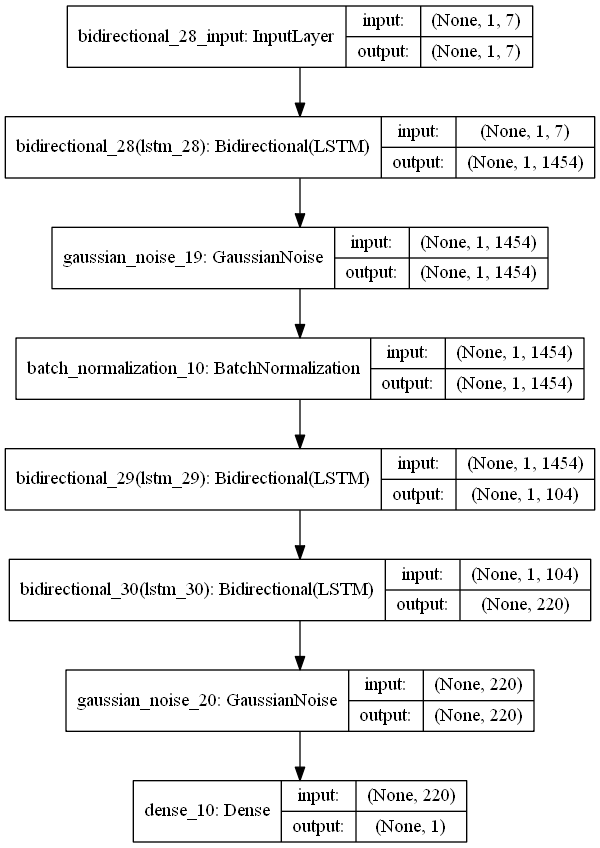 bidirectional_28_input: InputLayer
input: (None, 1, 7)
output: (None, 1, 7)
bidirectional_28(lstm_28): Bidirectional(LSTM)
input: (None, 1, 7)
output: (None, 1, 1454)
gaussian_noise_19: GaussianNoise
input: (None, 1, 1454)
output: (None, 1, 1454)
batch_normalization_10: BatchNormalization
input: (None, 1, 1454)
output: (None, 1, 1454)
bidirectional_29(lstm_29): Bidirectional(LSTM)
input: (None, 1, 1454)
output: (None, 1, 104)
bidirectional_30(lstm_30): Bidirectional(LSTM)
input: (None, 1, 104)
output: (None, 220)
gaussian_noise_20: GaussianNoise
input: (None, 220)
output: (None, 220)
dense_10: Dense
input: (None, 220)
output: (None, 1)